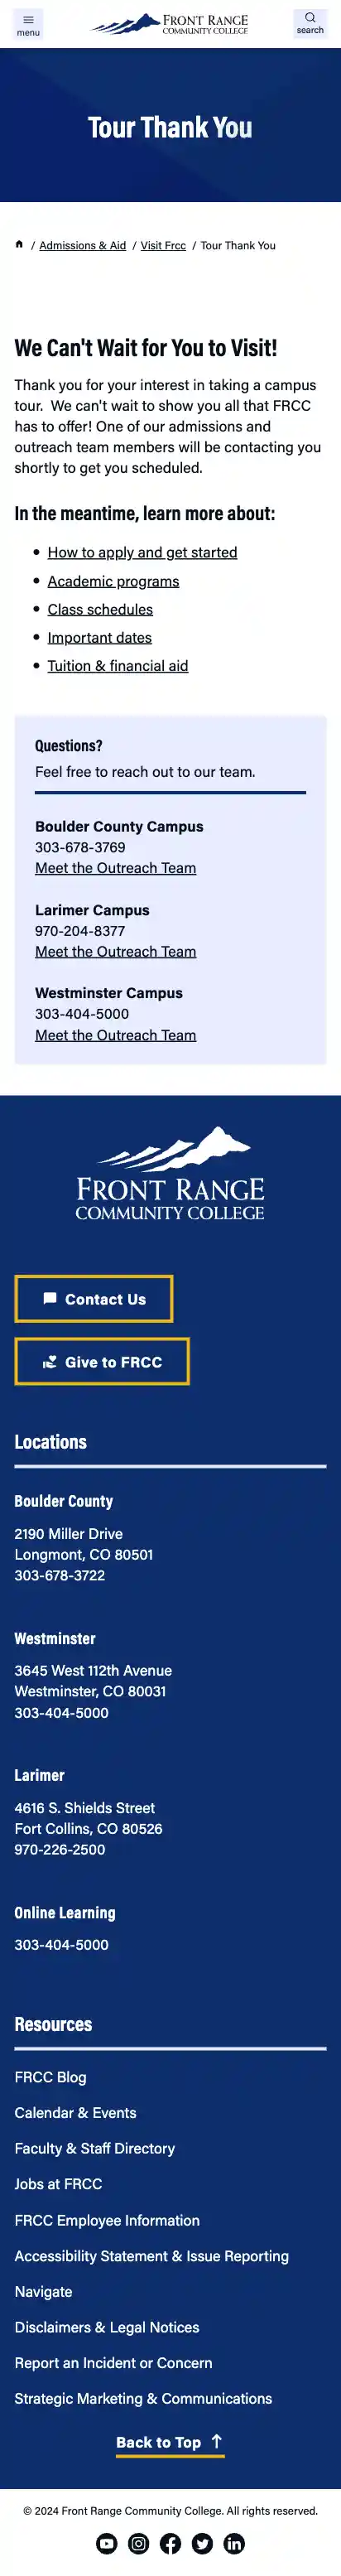 menu
FRONT RANGE
COMMUNITY COLLEGE
search
Tour Thank You
/ Admissions & Aid / Visit Frcc / Tour Thank You
We Can't Wait for You to Visit!
Thank you for your interest in taking a campus
tour. We can't wait to show you all that FRCC
has to offer! One of our admissions and
outreach team members will be contacting you
shortly to get you scheduled.
In the meantime, learn more about:
• How to apply and get started
• Academic programs
• Class schedules
• Important dates
• Tuition & financial aid
Questions?
Feel free to reach out to our team.
Boulder County Campus
303-678-3769
Meet the Outreach Team
Larimer Campus
970-204-8377
Meet the Outreach Team
Westminster Campus
303-404-5000
Meet the Outreach Team
FRONT RANGE
COMMUNITY COLLEGE
Contact Us
Give to FRCC
Locations
Boulder County
2190 Miller Drive
Longmont, CO 80501
303-678-3722
Westminster
3645 West 112th Avenue
Westminster, CO 80031
303-404-5000
Larimer
4616 S. Shields Street
Fort Collins, CO 80526
970-226-2500
Online Learning
303-404-5000
Resources
FRCC Blog
Calendar & Events
Faculty & Staff Directory
Jobs at FRCC
FRCC Employee Information
Accessibility Statement & Issue Reporting
Navigate
Disclaimers & Legal Notices
Report an Incident or Concern
Strategic Marketing & Communications
Back to Top ↑
© 2024 Front Range Community College. All rights reserved.